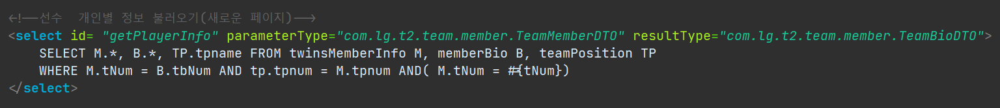 <!--선수  개인별 정보 불러오기(새로운 페이지)-->
<select id= "getPlayerInfo" parameterType="com.lg.t2.team.member.TeamMemberDTO" resultType="com.lg.t2.team.member.TeamBioDTO">
    SELECT M.*, B.*, TP.tpname FROM twinsMemberInfo M, memberBio B, teamPosition TP
    WHERE M.tNum = B.tbNum AND tp.tpnum = M.tpnum AND( M.tNum = #{tNum})
</select>